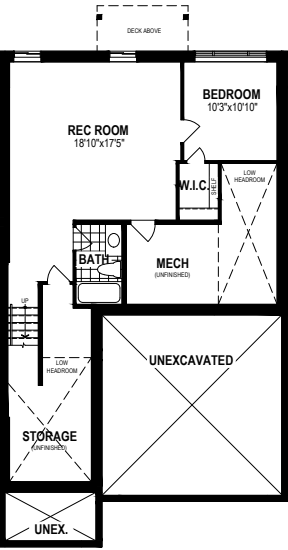 DECK ABOVE
BEDROOM
10'3"x10'10"
REC ROOM
18'10"x17'5"
LOW
HEADROOM
W.I.C.
SHELF
BATH
MECH
(UNFINISHED)
UP
LOW
HEADROOM
UNEXCAVATED
STORAGE
(UNFINISHED)
UNEX.